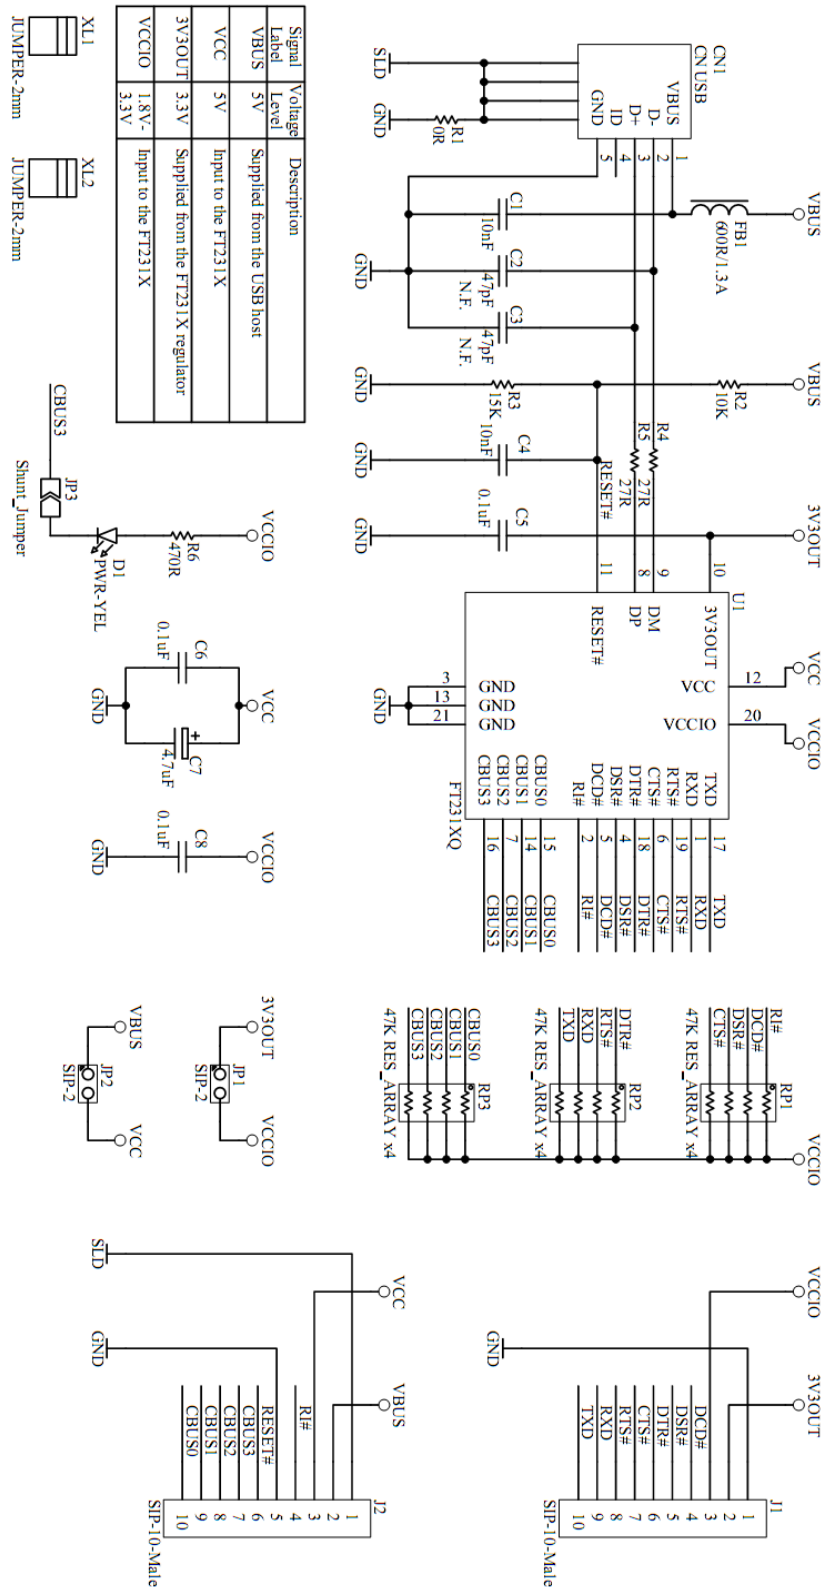 CN1
CN USB
VBUS
D-
D+
ID
GND
1
2
3
4
5
SLD
GND
R1
0R
VBUS
FB1
600R/1.3A
C1
10nF
C2
47pF
N.F.
C3
47pF
N.F.
GND
VBUS
R2
10K
R3
15K
GND
R4
R5
27R
27R
C4
10nF
RESET#
GND
3V3OUT
C5
0.1uF
GND
10
9
8
11
U1
3V3OUT
DM
DP
RESET#
VCC
12
VCC
VCCIO
20
VCCIO
GND
GND
GND
3
13
21
GND
TXD
RXD
RTS#
CTS#
DTR#
DSR#
DCD#
RI#
CBUS0
CBUS1
CBUS2
CBUS3
FT231XQ
17
1
19
6
18
4
5
2
15
14
7
16
TXD
RXD
RTS#
CTS#
DTR#
DSR#
DCD#
RI#
CBUS0
CBUS1
CBUS2
CBUS3
RI#
DCD#
DSR#
CTS#
RP1
47K RES_ARRAY x4
VCCIO
DTR#
RTS#
RXD
TXD
RP2
47K RES_ARRAY x4
CBUS0
CBUS1
CBUS2
CBUS3
RP3
47K RES_ARRAY x4
VCCIO
3V3OUT
GND
DCD#
DSR#
DTR#
CTS#
RTS#
RXD
TXD
J1
1
2
3
4
5
6
7
8
9
10
SIP-10-Male
Signal Label Voltage Level Description
VBUS 5V Supplied from the USB host
VCC 5V Input to the FT231X
3V3OUT 3.3V Supplied from the FT231X regulator
VCCIO 1.8V-3.3V Input to the FT231X
XL1
JUMPER-2mm
XL2
JUMPER-2mm
CBUS3
JP3
Shunt_Jumper
D1
PWR-YEL
R6
470R
VCCIO
C6
0.1uF
VCC
C7
4.7uF
+
GND
VCCIO
C8
0.1uF
GND
3V3OUT
JP1
SIP-2
VCCIO
VBUS
JP2
SIP-2
VCC
SLD
VCC
GND
VBUS
RI#
RESET#
CBUS3
CBUS2
CBUS1
CBUS0
J2
1
2
3
4
5
6
7
8
9
10
SIP-10-Male